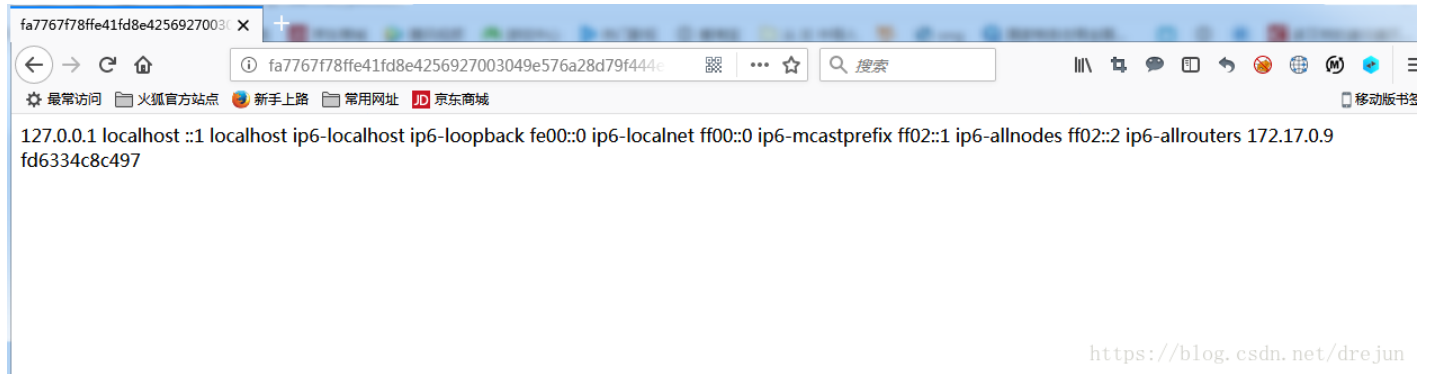 fa7767f78ffe41fd8e42569270030
fa7767f78ffe41fd8e4256927003049e576a28d79f444e
搜索
最常访问 火狐官方站点 新手上路 常用网址 JD 京东商城 移动版书签
127.0.0.1 localhost ::1 localhost ip6-localhost ip6-loopback fe00::0 ip6-localnet ff00::0 ip6-mcastprefix ff02::1 ip6-allnodes ff02::2 ip6-allrouters 172.17.0.9
fd6334c8c497
https://blog.csdn.net/drejun